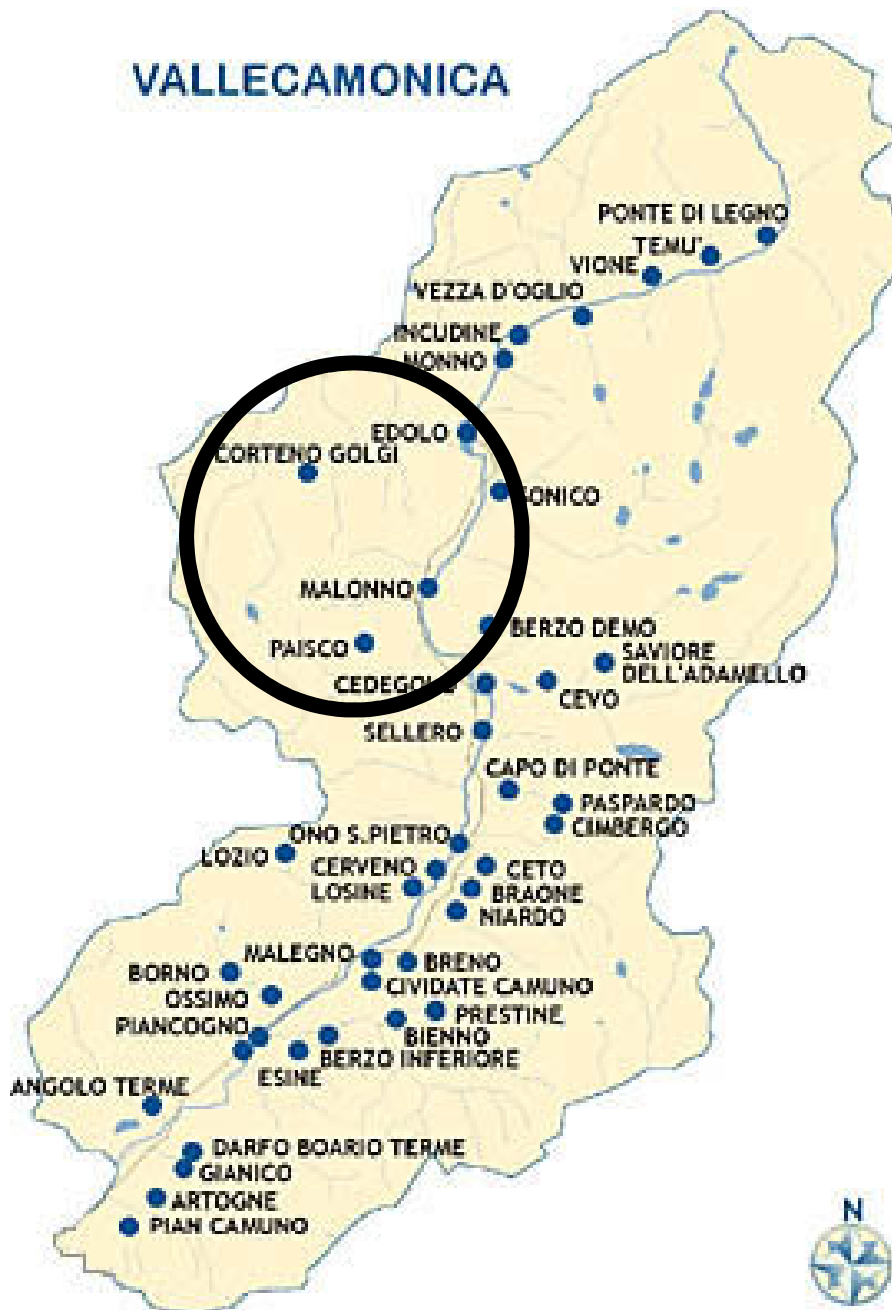 VALLECAMONICA
PONTE DI LEGNO
TEMU'
VIONE
VEZZA D'OGLIO
INCUDINE
MONNO
EDOLO
CORTENO GOLGI
SONICO
MALONNO
BERZO DEMO
PAISCO
SAVIORE
DELL'ADAMELLO
CEDEGOLO
CEVO
SELLERO
CAPO DI PONTE
PASPARDO
CIMBERGO
ONO S.PIETRO
LOZIO
CERVENO
CETO
LOSINE
BRAONE
NIARDO
MALEGNO
BRENO
BORNO
CIVIDATE CAMUNO
OSSIMO
PRESTINE
PIANCOGNO
BIENNO
BERZO INFERIORE
ESINE
ANGOLO TERME
DARFO BOARIO TERME
GIANICO
ARTOGNE
PIAN CAMUNO
N